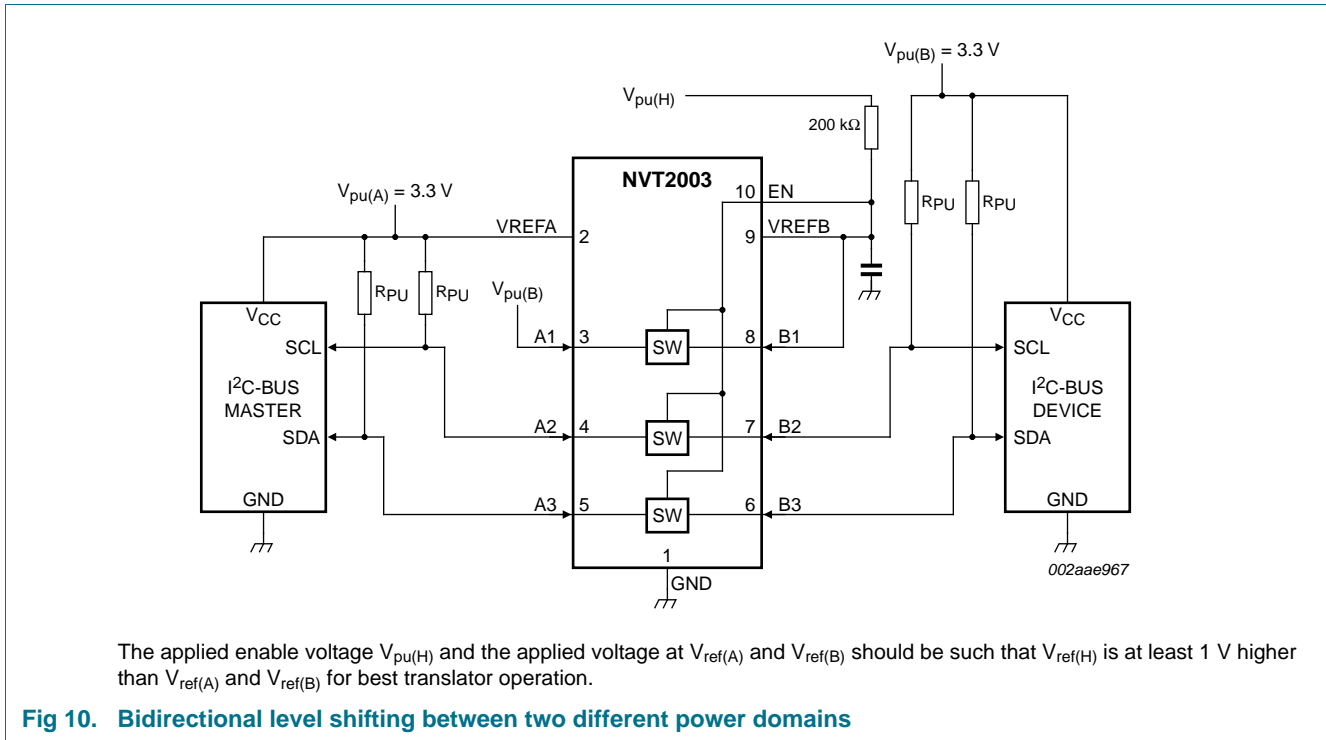 Vpu(B) = 3.3 V
Vpu(H)
200 kΩ
NVT2003
10 EN
Vpu(A) = 3.3 V
RPU RPU
VREFA 2
9 VREFB
RPU RPU
Vpu(B)
VCC
VCC
A1 3 SW 8 B1
SCL
SCL
I2C-BUS
MASTER
I2C-BUS
DEVICE
A2 4 SW 7 B2
SDA
SDA
GND
GND
A3 5 SW 6 B3
1
GND
002aae967
The applied enable voltage Vpu(H) and the applied voltage at Vref(A) and Vref(B) should be such that Vref(H) is at least 1 V higher
than Vref(A) and Vref(B) for best translator operation.
Fig 10. Bidirectional level shifting between two different power domains